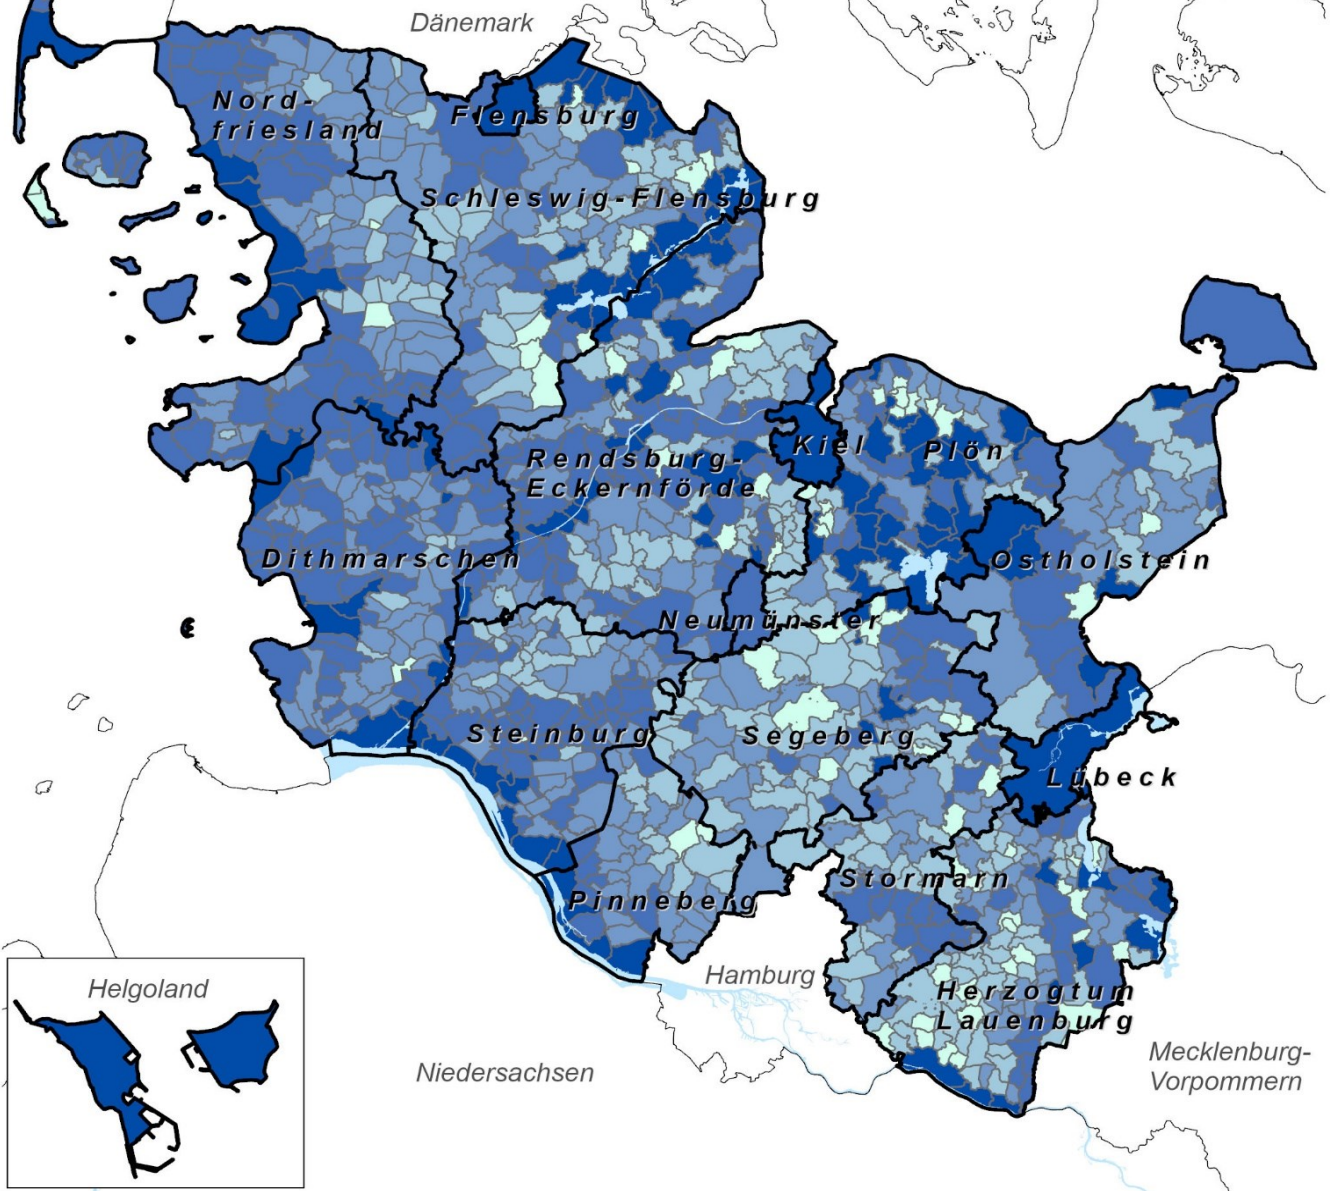 Dänemark
Nord-
friesland
Flensburg
Schleswig-Flensburg
Kiel
Plön
Rendsburg-
Eckernförde
Dithmarschen
Ostholstein
Neumünster
Steinburg
Segeberg
Lübeck
Stormarn
Pinneberg
Hamburg
Helgoland
Herzogtum
Lauenburg
Niedersachsen
Mecklenburg-
Vorpommern